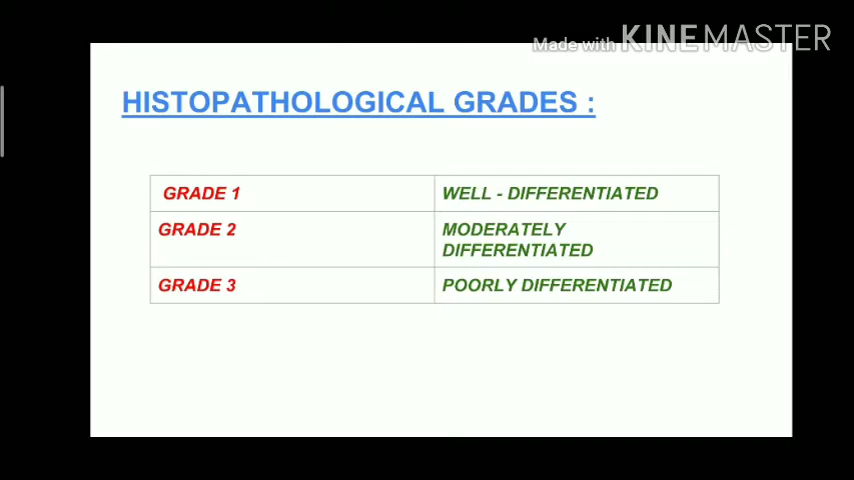 Made with KINEMASTER
HISTOPATHOLOGICAL GRADES :
GRADE 1 WELL - DIFFERENTIATED
GRADE 2 MODERATELY
DIFFERENTIATED
GRADE 3 POORLY DIFFERENTIATED